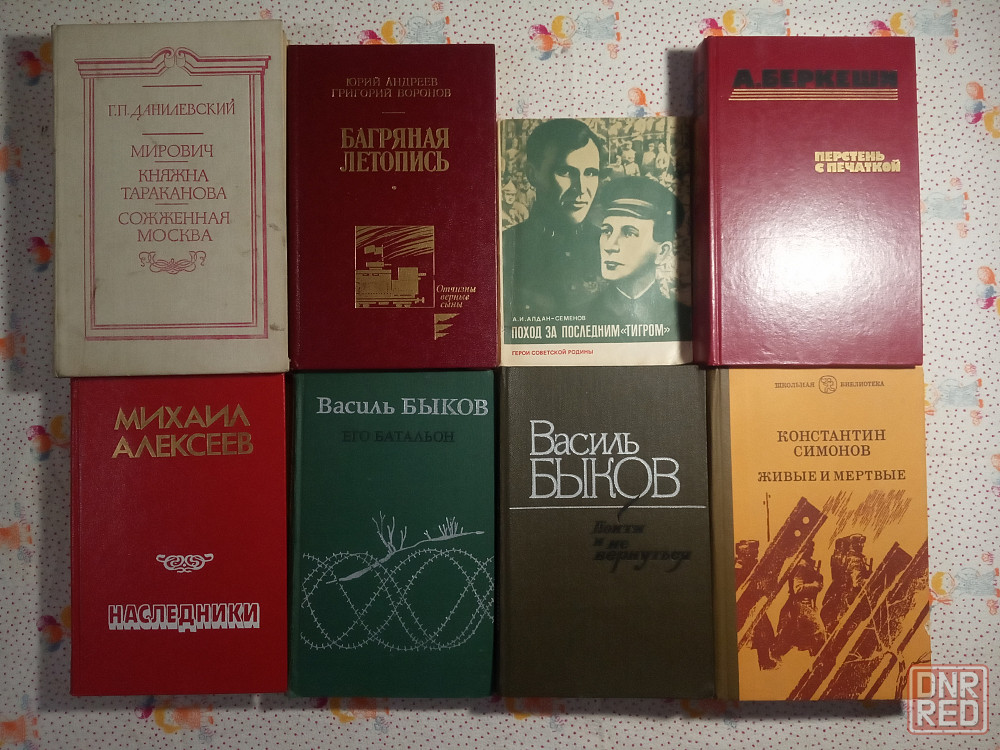 Г.П. ДАНИЛЕВСКИЙ
МИРОВИЧ
КНЯЖНА
ТАРАКАНОВА
СОЖЖЕННАЯ
МОСКВА
ЮРИЙ АНДРЕЕВ
ГРИГОРИЙ ВОРОНОВ
БАГРЯНАЯ
ЛЕТОПИСЬ
Отчизны
верные
сыны
А.И.АЛДАН-СЕМЕНОВ
ПОХОД ЗА ПОСЛЕДНИМ «ТИГРОМ»
ГЕРОИ СОВЕТСКОЙ РОДИНЫ
А.БЕРКЕШИ
ПЕРСТЕНЬ
С ПЕЧАТКОЙ
МИХАИЛ
АЛЕКСЕЕВ
НАСЛЕДНИКИ
Василь БЫКОВ
ЕГО БАТАЛЬОН
Василь
БЫКОВ
Пойти
и не
вернуться
ШКОЛЬНАЯ БИБЛИОТЕКА
КОНСТАНТИН
СИМОНОВ
ЖИВЫЕ И МЕРТВЫЕ
DNR
RED